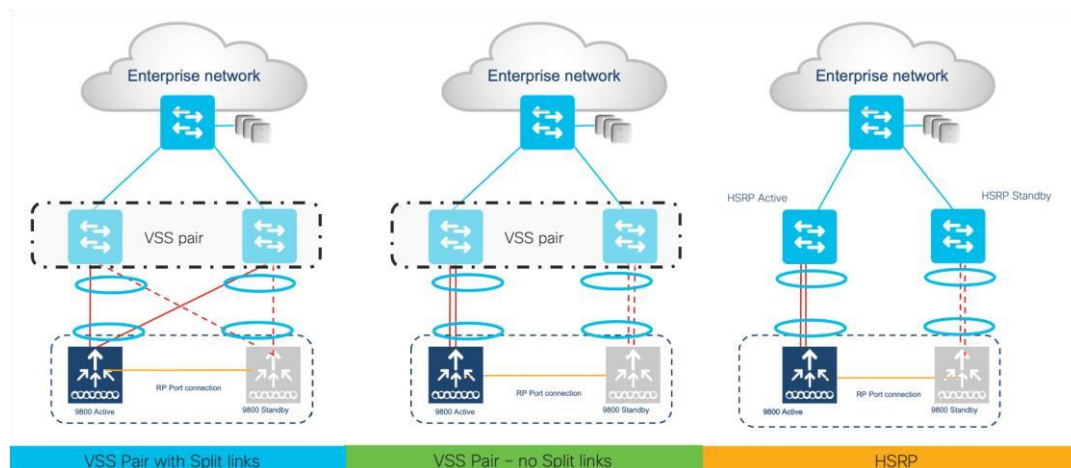 Enterprise network
VSS pair
RP Port connection
9800 Active
9800 Standby
VSS Pair with Split links
Enterprise network
VSS pair
RP Port connection
9800 Active
9800 Standby
VSS Pair – no Split links
Enterprise network
HSRP Active
HSRP Standby
RP Port connection
9800 Active
9800 Standby
HSRP